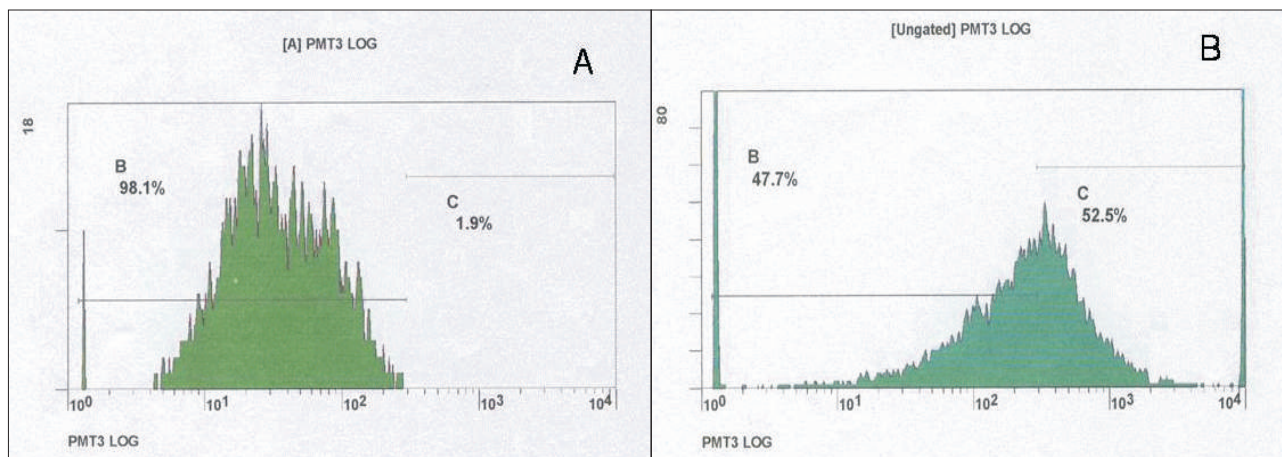 [A] PMT3 LOG
A
18
B
98.1%
C
1.9%
10⁰ 10¹ 10² 10³ 10⁴
PMT3 LOG
[Ungated] PMT3 LOG
B
80
B
47.7%
C
52.5%
10⁰ 10¹ 10² 10³ 10⁴
PMT3 LOG